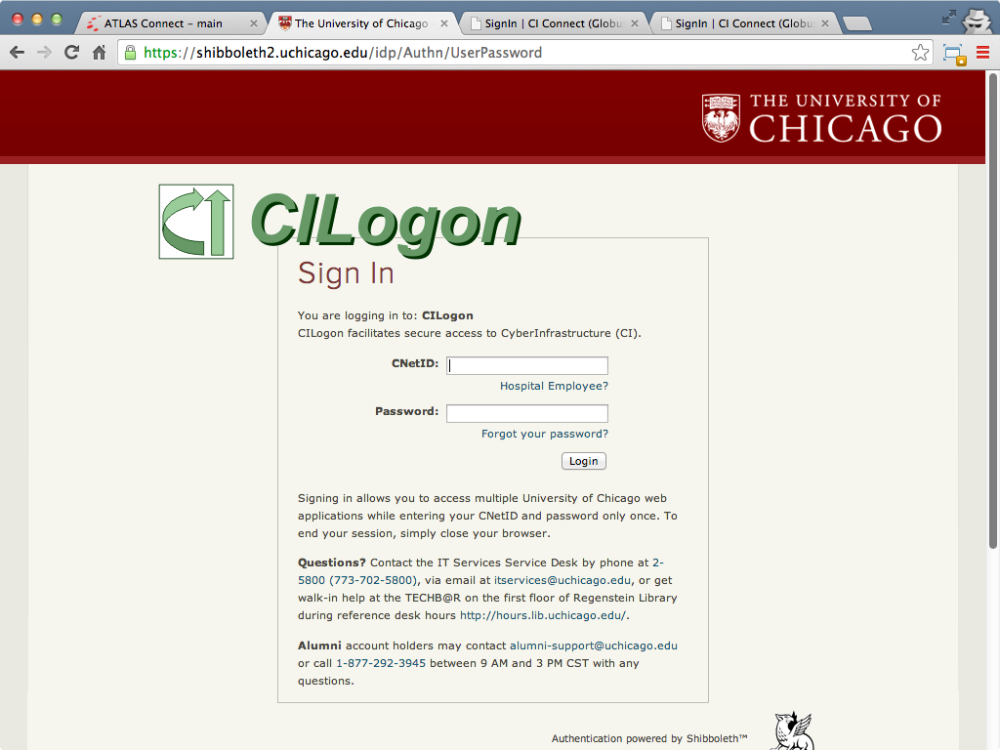 ATLAS Connect – main
The University of Chicago
SignIn | CI Connect (Globu
SignIn | CI Connect (Globu
https://shibboleth2.uchicago.edu/idp/Authn/UserPassword
THE UNIVERSITY OF
CHICAGO
CILogon
Sign In
You are logging in to: CILogon
CILogon facilitates secure access to CyberInfrastructure (CI).
CNetID:
Hospital Employee?
Password:
Forgot your password?
Login
Signing in allows you to access multiple University of Chicago web
applications while entering your CNetID and password only once. To
end your session, simply close your browser.
Questions? Contact the IT Services Service Desk by phone at 2-
5800 (773-702-5800), via email at itservices@uchicago.edu, or get
walk-in help at the TECHB@R on the first floor of Regenstein Library
during reference desk hours http://hours.lib.uchicago.edu/.
Alumni account holders may contact alumni-support@uchicago.edu
or call 1-877-292-3945 between 9 AM and 3 PM CST with any
questions.
Authentication powered by Shibboleth™